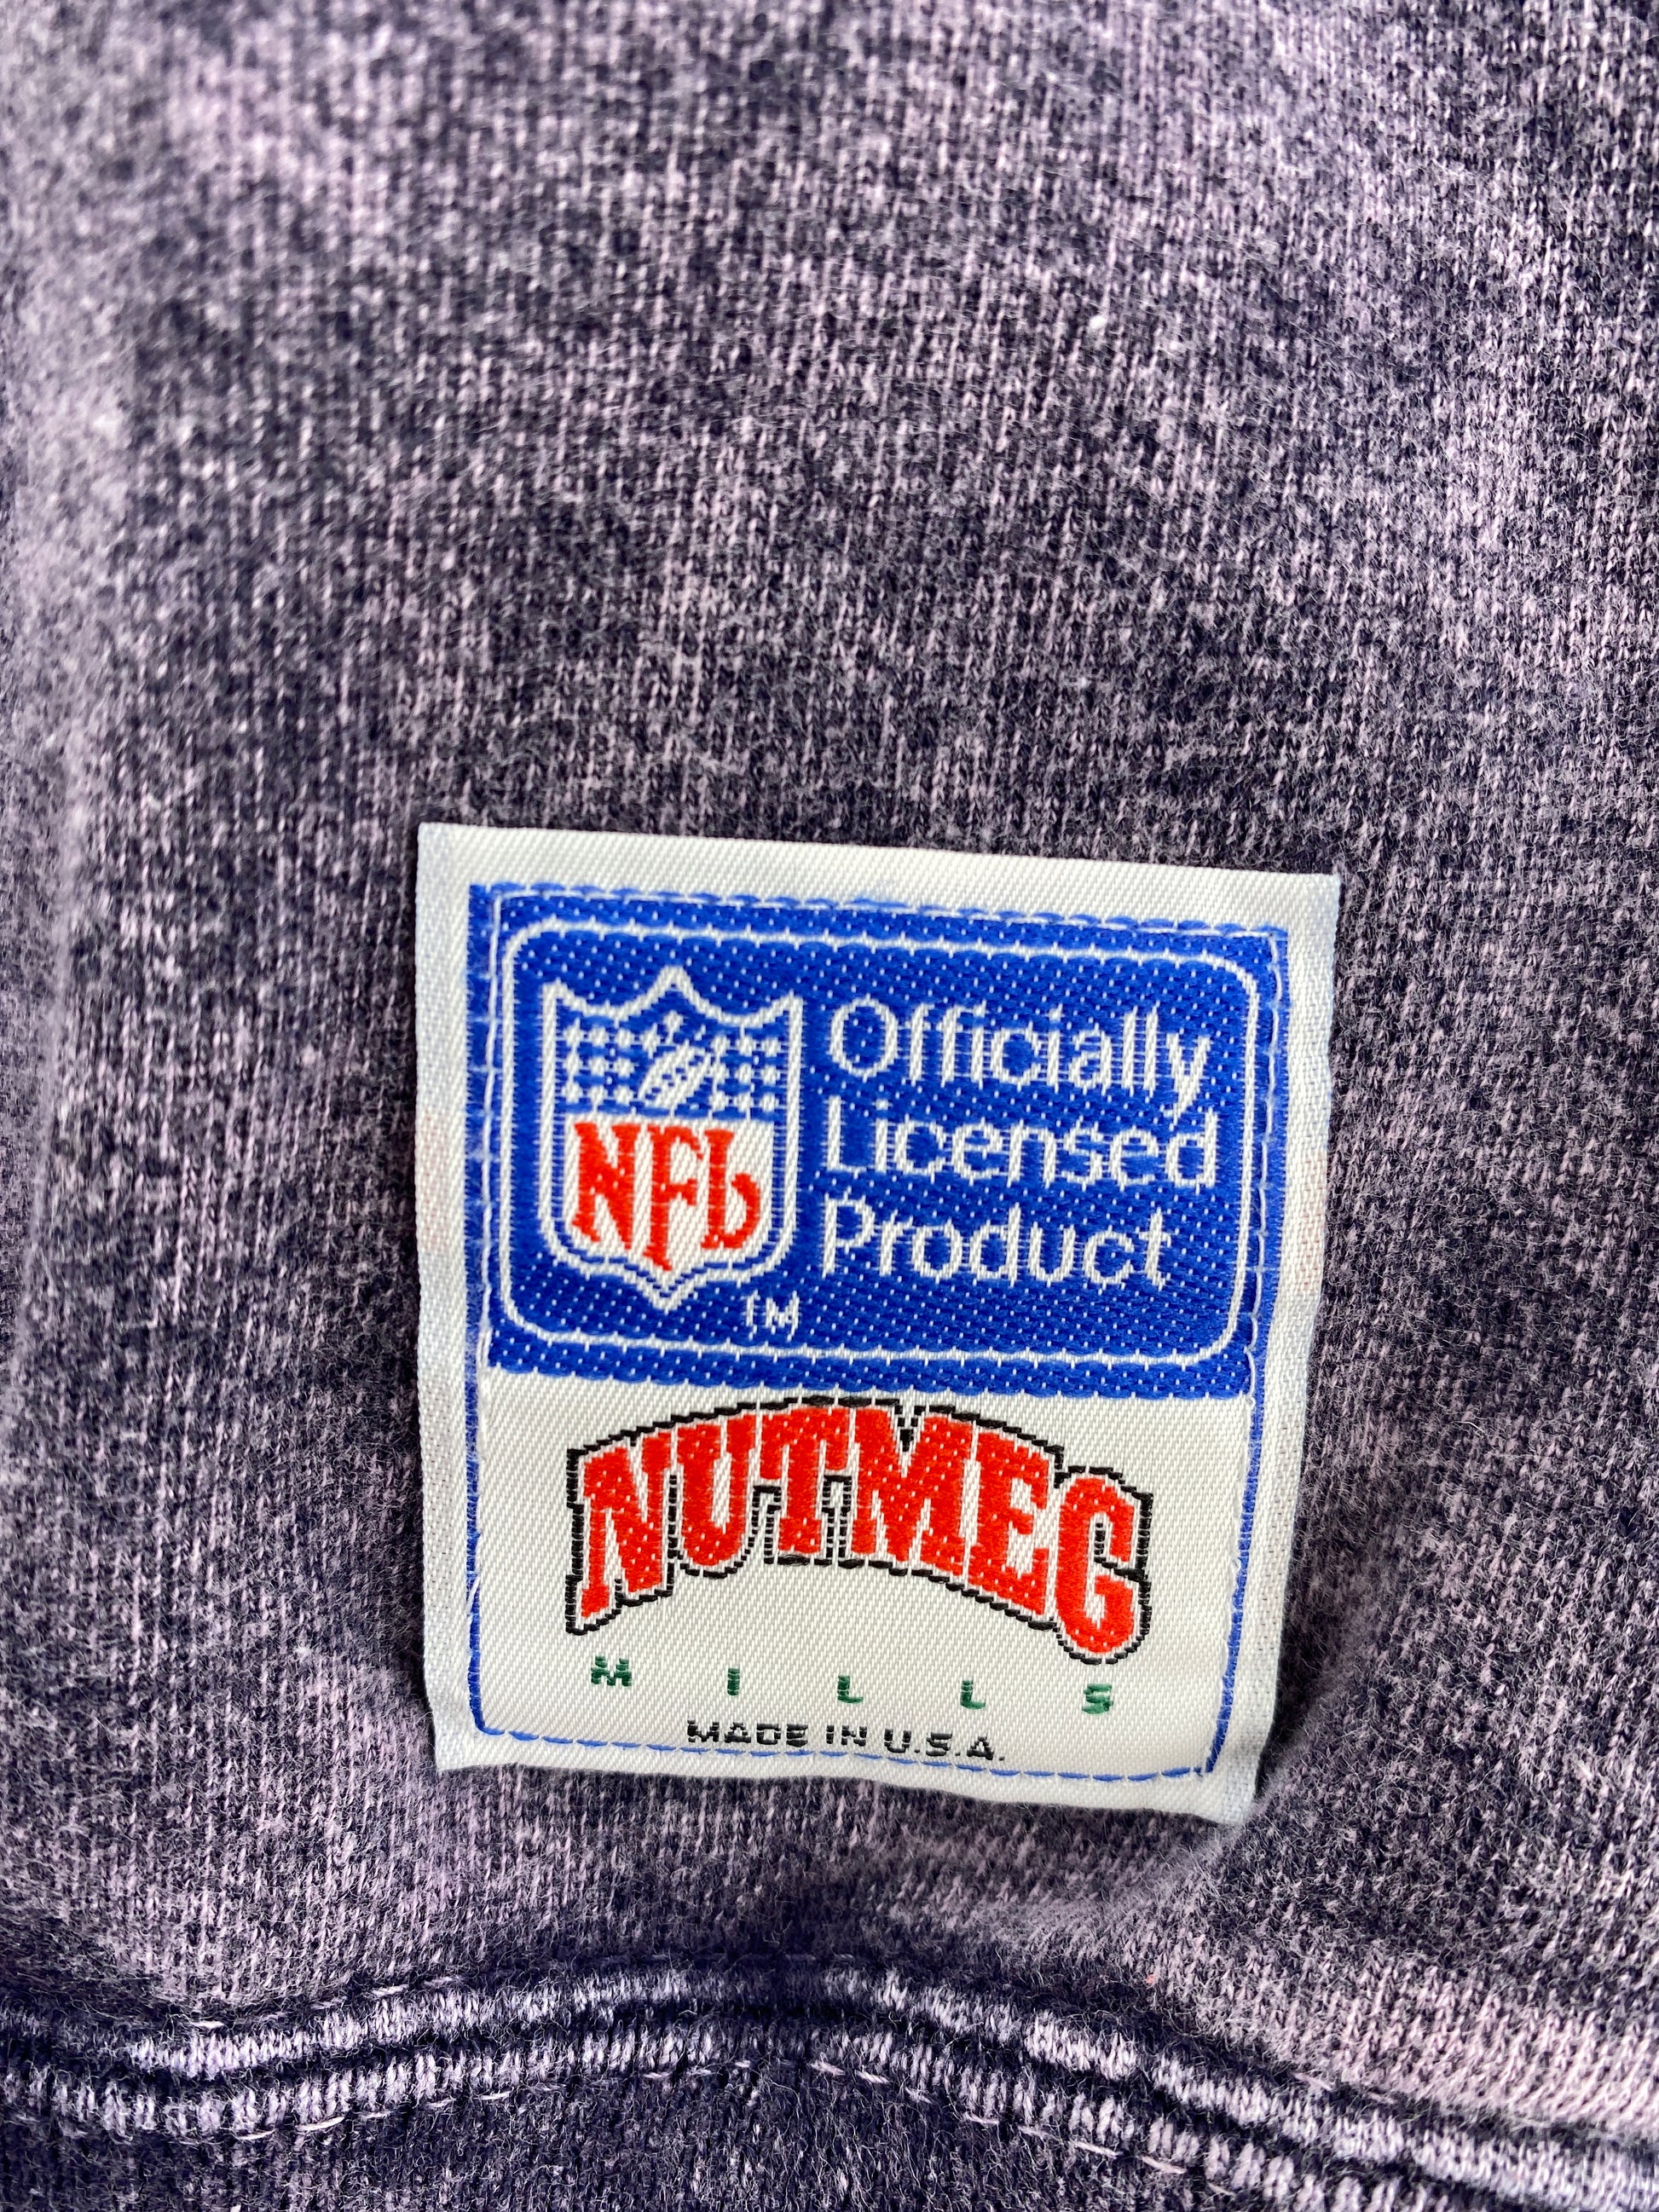 Officially
Licensed
Product
NFL
TM
NUTMEG
MILLS
MADE IN U.S.A.